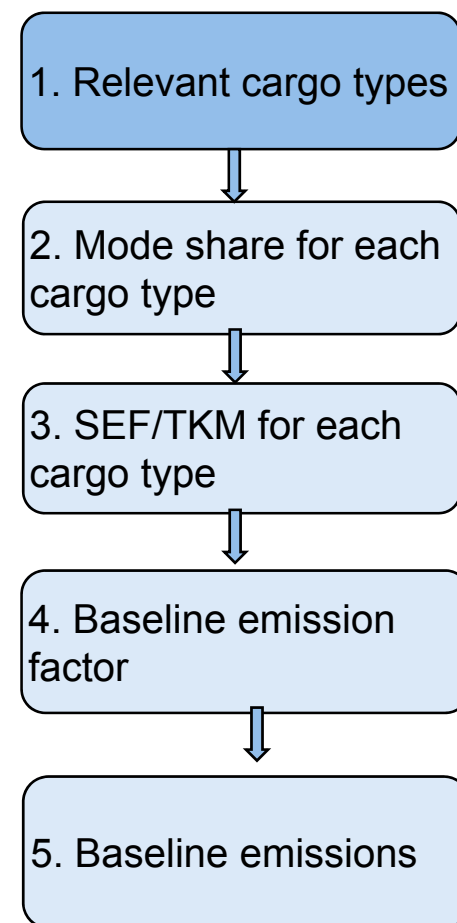 1. Relevant cargo types
2. Mode share for each
cargo type
3. SEF/TKM for each
cargo type
4. Baseline emission
factor
5. Baseline emissions